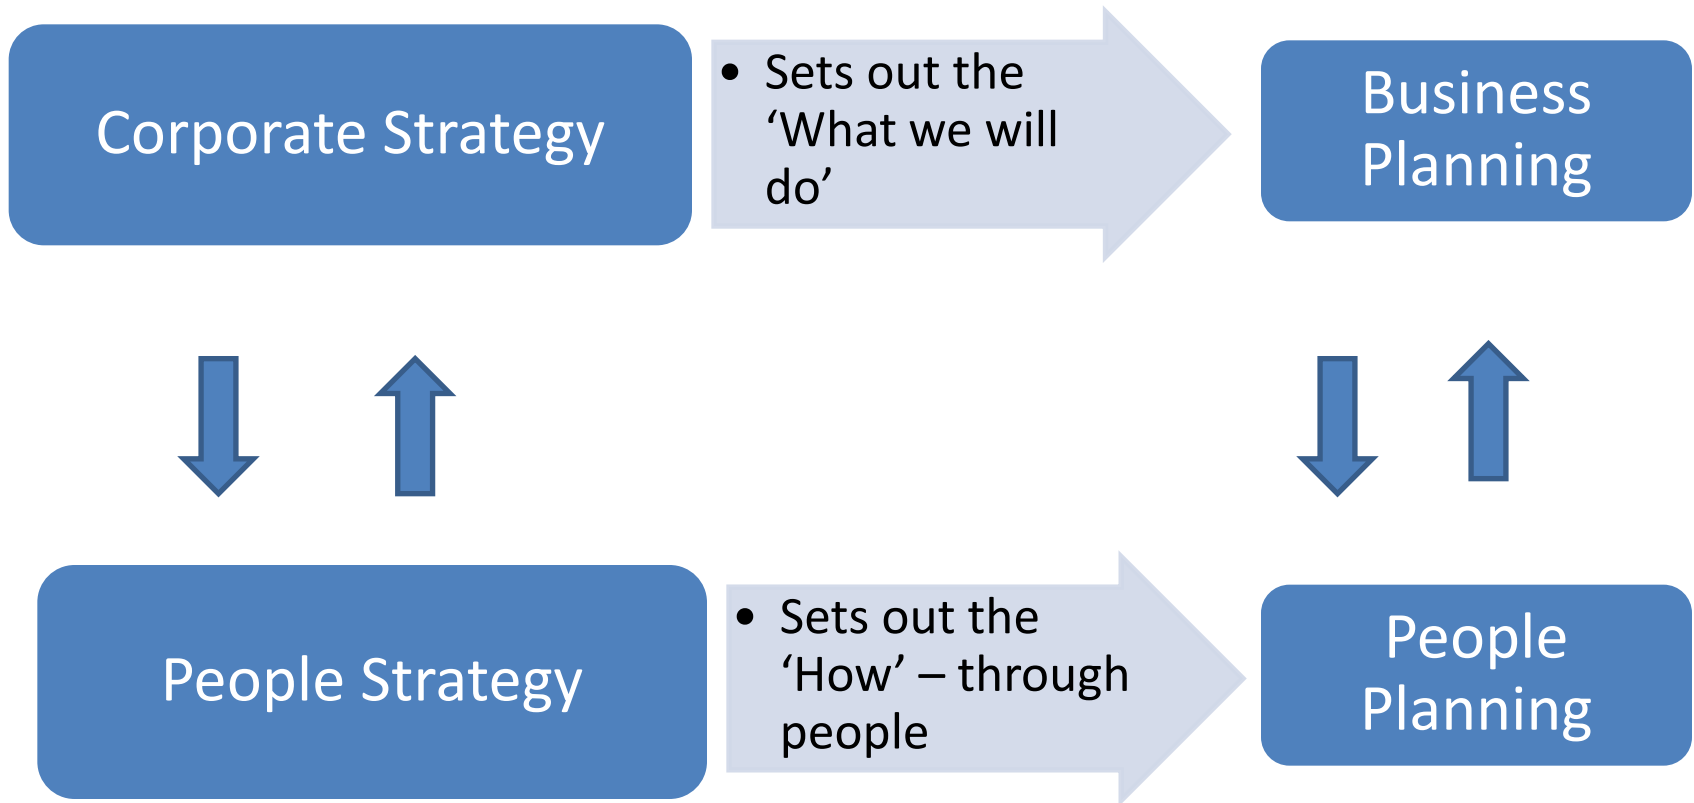 Corporate Strategy
• Sets out the
‘What we will
do’
Business
Planning
People Strategy
• Sets out the
‘How’ – through
people
People
Planning